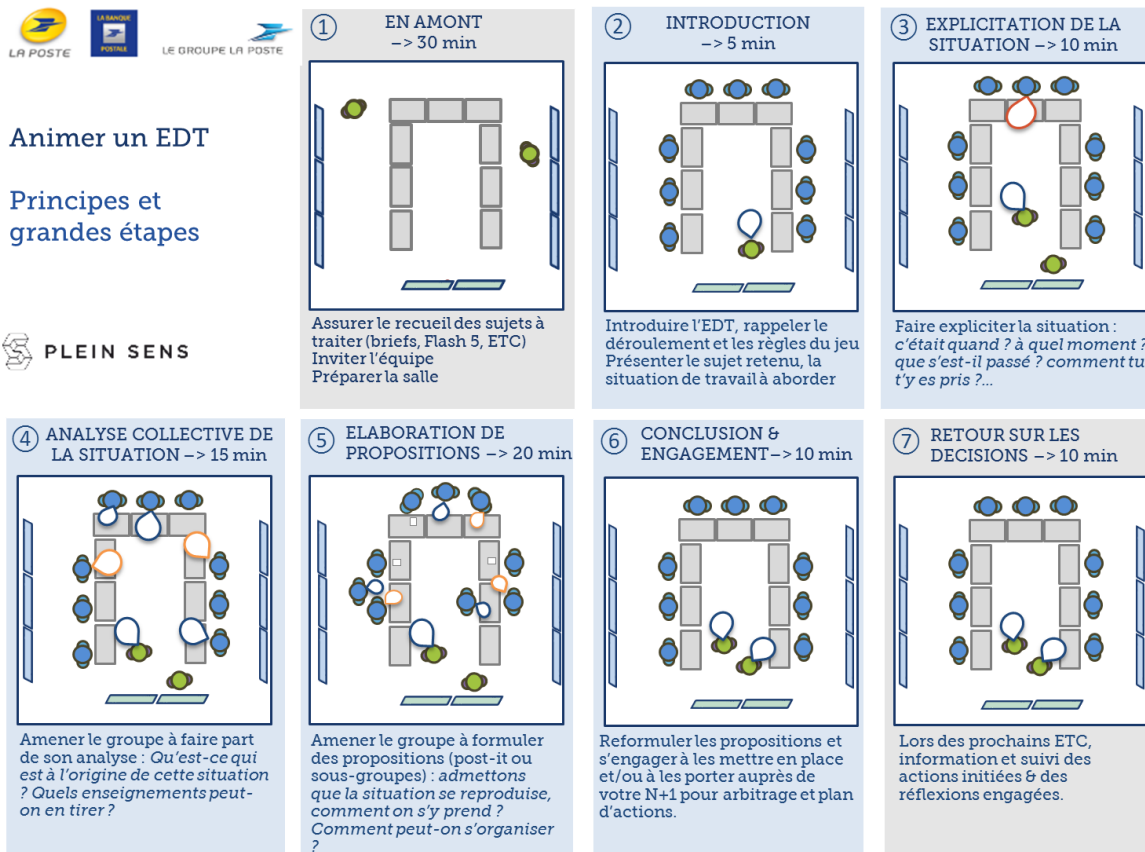 LA POSTE
LA BANQUE
POSTALE
LE GROUPE LA POSTE
Animer un EDT
Principes et
grandes étapes
PLEIN SENS
1 EN AMONT
–> 30 min
Assurer le recueil des sujets à
traiter (briefs, Flash 5, ETC)
Inviter l'équipe
Préparer la salle
2 INTRODUCTION
–> 5 min
Introduire l'EDT, rappeler le
déroulement et les règles du jeu
Présenter le sujet retenu, la
situation de travail à aborder
3 EXPLICITATION DE LA
SITUATION –> 10 min
Faire expliciter la situation :
c'était quand ? à quel moment ?
que s'est-il passé ? comment tu
t'y es pris ?...
4 ANALYSE COLLECTIVE DE
LA SITUATION –> 15 min
Amener le groupe à faire part
de son analyse : Qu'est-ce qui
est à l'origine de cette situation
? Quels enseignements peut-
on en tirer ?
5 ELABORATION DE
PROPOSITIONS –> 20 min
Amener le groupe à formuler
des propositions (post-it ou
sous-groupes) : admettons
que la situation se reproduise,
comment on s'y prend ?
Comment peut-on s'organiser
?
6 CONCLUSION &
ENGAGEMENT–> 10 min
Reformuler les propositions et
s'engager à les mettre en place
et/ou à les porter auprès de
votre N+1 pour arbitrage et plan
d'actions.
7 RETOUR SUR LES
DECISIONS –> 10 min
Lors des prochains ETC,
information et suivi des
actions initiées & des
réflexions engagées.